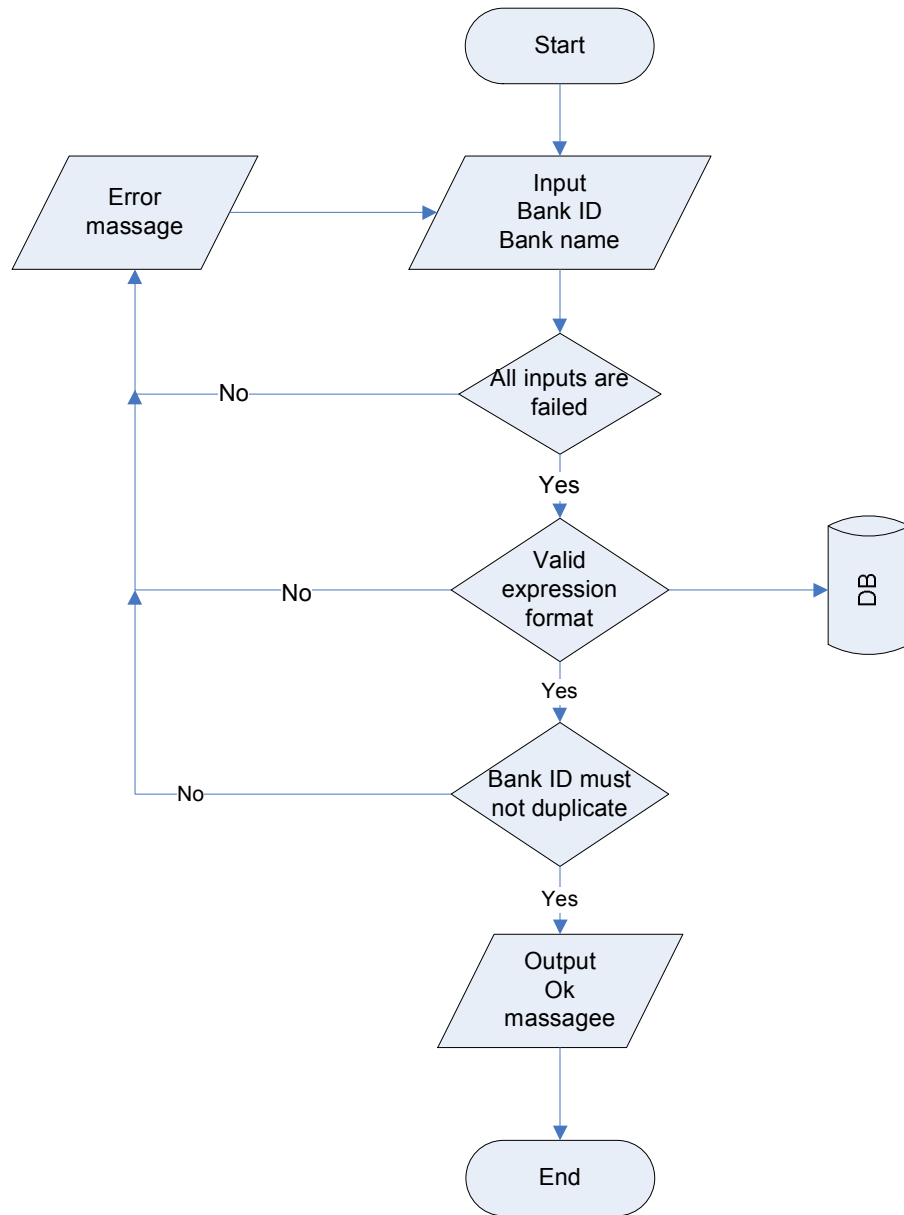 Start
Error
massage
Input
Bank ID
Bank name
All inputs are
failed
No
Yes
Valid
expression
format
No
DB
Yes
Bank ID must
not duplicate
No
Yes
Output
Ok
massagee
End